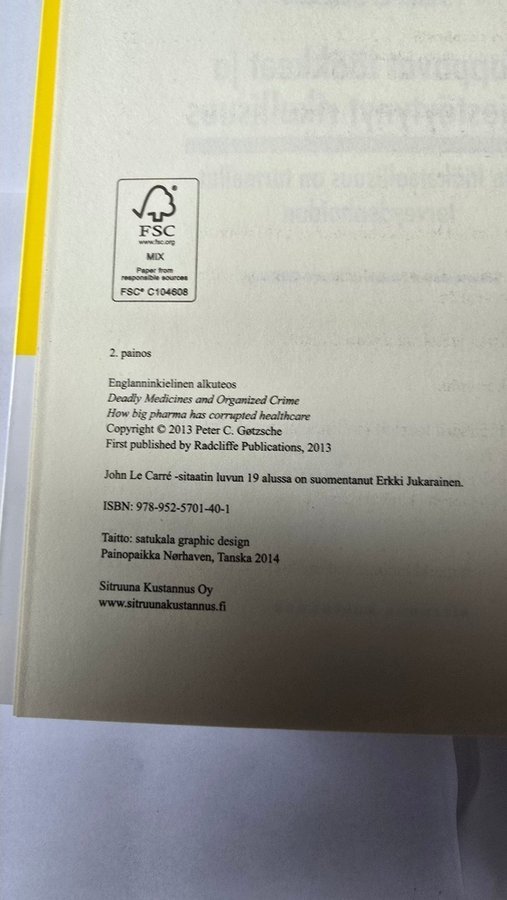 FSC
www.fsc.org
MIX
Paper from
responsible sources
FSC® C104608
2. painos
Englanninkielinen alkuteos
Deadly Medicines and Organized Crime
How big pharma has corrupted healthcare
Copyright © 2013 Peter C. Gøtzsche
First published by Radcliffe Publications, 2013
John Le Carré -sitaatin luvun 19 alussa on suomentanut Erkki Jukarainen.
ISBN: 978-952-5701-40-1
Taitto: satukala graphic design
Painopaikka Nørhaven, Tanska 2014
Sitruuna Kustannus Oy
www.sitruunakustannus.fi